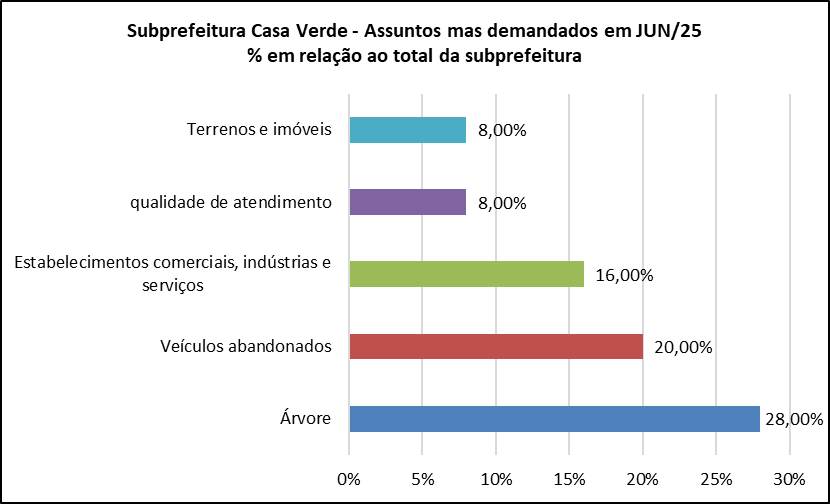 Subprefeitura Casa Verde - Assuntos mas demandados em JUN/25
% em relação ao total da subprefeitura
Terrenos e imóveis
8,00%
qualidade de atendimento
8,00%
Estabelecimentos comerciais, indústrias e
serviços
16,00%
Veículos abandonados
20,00%
Árvore
28,00%
0% 5% 10% 15% 20% 25% 30%